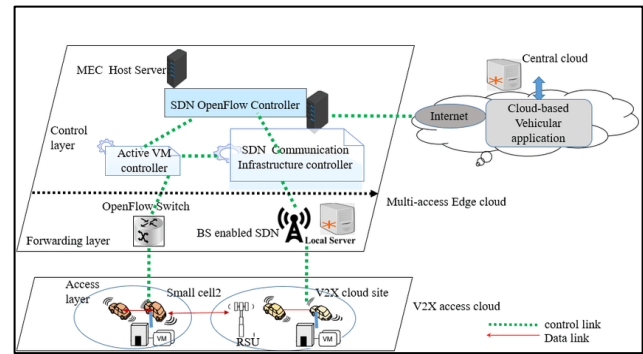 MEC Host Server
Central cloud
SDN OpenFlow Controller
Internet
Cloud-based
Vehicular
application
Control
layer
Active VM
controller
SDN Communication
Infrastructure controller
OpenFlow Switch
Multi-access Edge cloud
Forwarding layer
BS enabled SDN
Local Server
Access
layer
Small cell2
V2X cloud site
V2X access cloud
RSU
VM
VM
control link
Data link